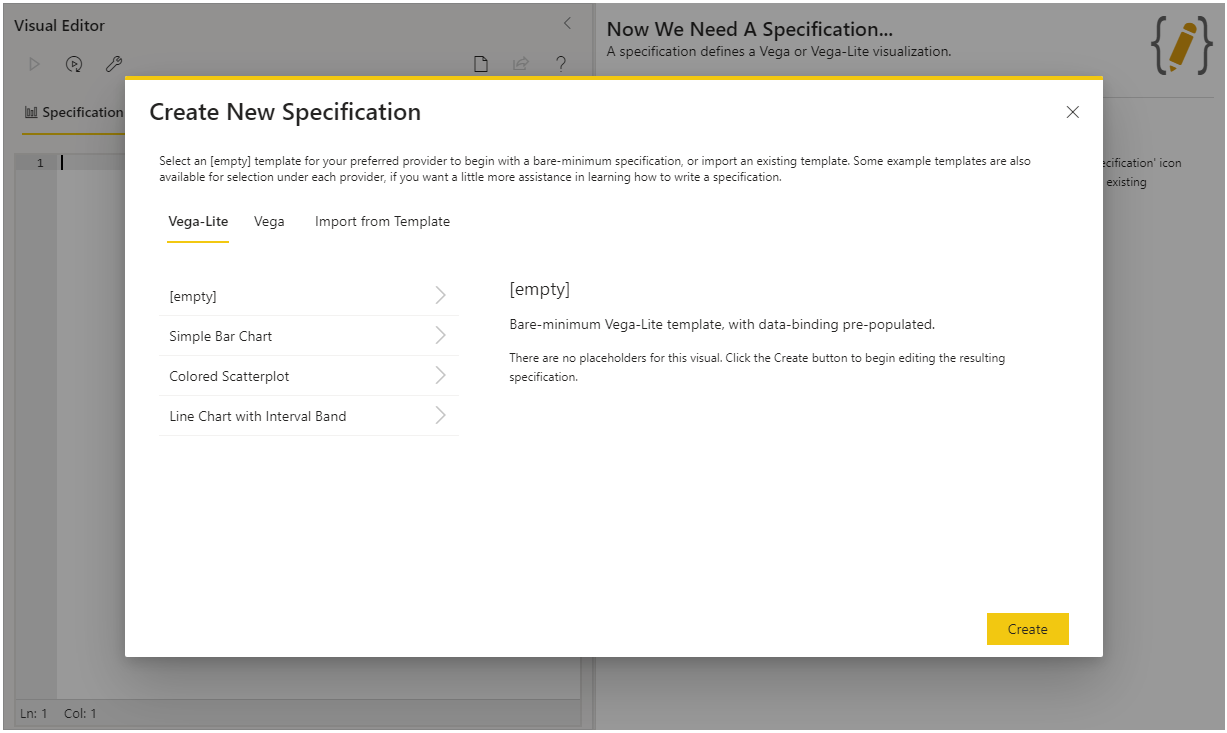 Visual Editor
Now We Need A Specification...
A specification defines a Vega or Vega-Lite visualization.
Specification
1
ecification' icon
existing
Create New Specification
Select an [empty] template for your preferred provider to begin with a bare-minimum specification, or import an existing template. Some example templates are also
available for selection under each provider, if you want a little more assistance in learning how to write a specification.
Vega-Lite Vega Import from Template
[empty]
Simple Bar Chart
Colored Scatterplot
Line Chart with Interval Band
[empty]
Bare-minimum Vega-Lite template, with data-binding pre-populated.
There are no placeholders for this visual. Click the Create button to begin editing the resulting
specification.
Create
Ln: 1 Col: 1